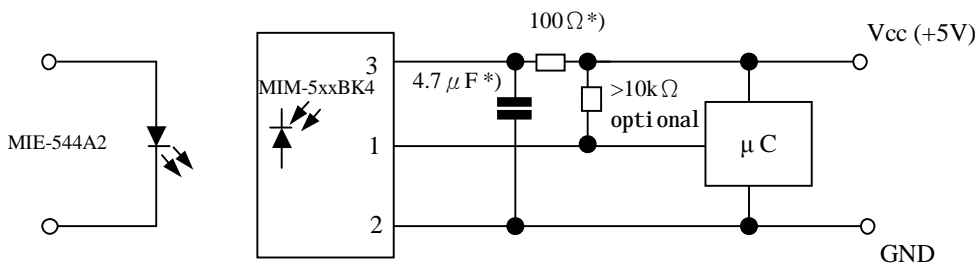 100Ω*)
Vcc (+5V)
3
4.7μF*)
MIM-5xxBK4
>10kΩ
optional
MIE-544A2
1
μC
2
GND